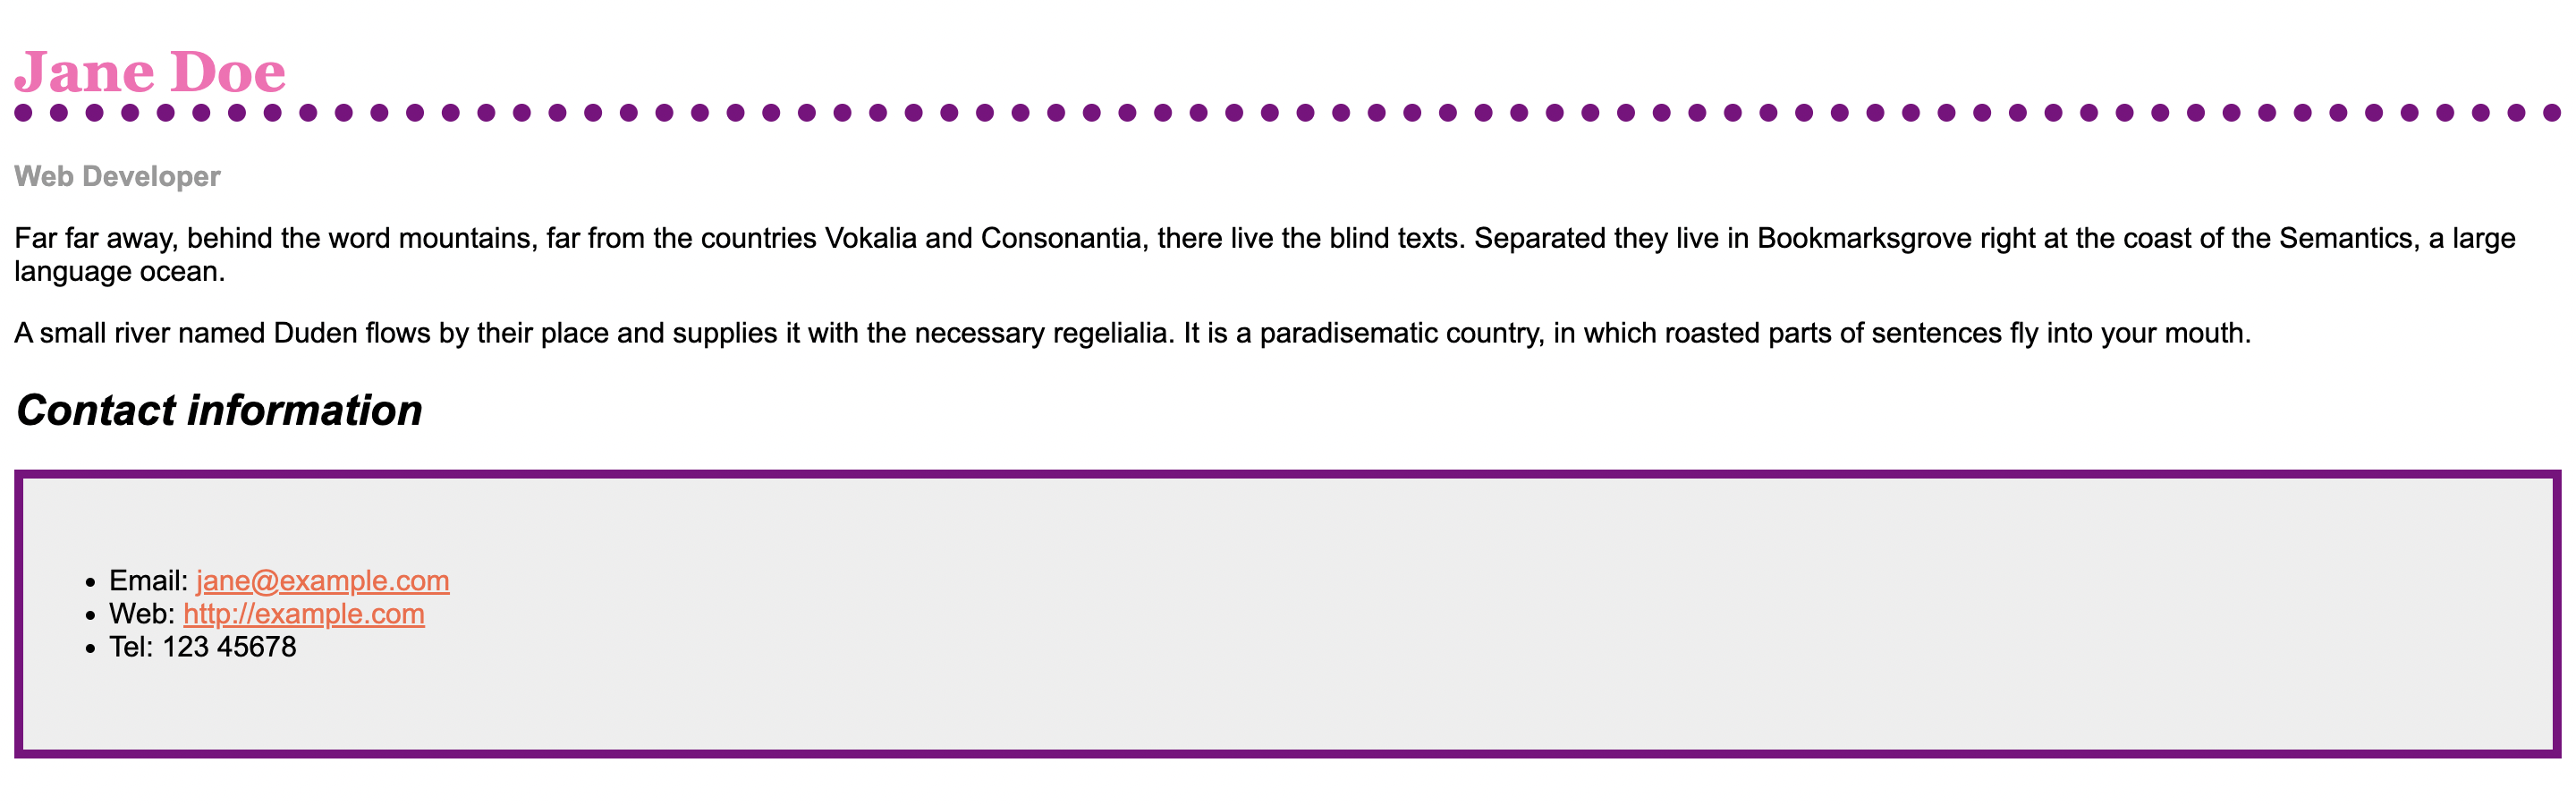 Jane Doe
Web Developer
Far far away, behind the word mountains, far from the countries Vokalia and Consonantia, there live the blind texts. Separated they live in Bookmarksgrove right at the coast of the Semantics, a large
language ocean.
A small river named Duden flows by their place and supplies it with the necessary regelialia. It is a paradisematic country, in which roasted parts of sentences fly into your mouth.
Contact information
• Email: jane@example.com
• Web: http://example.com
• Tel: 123 45678